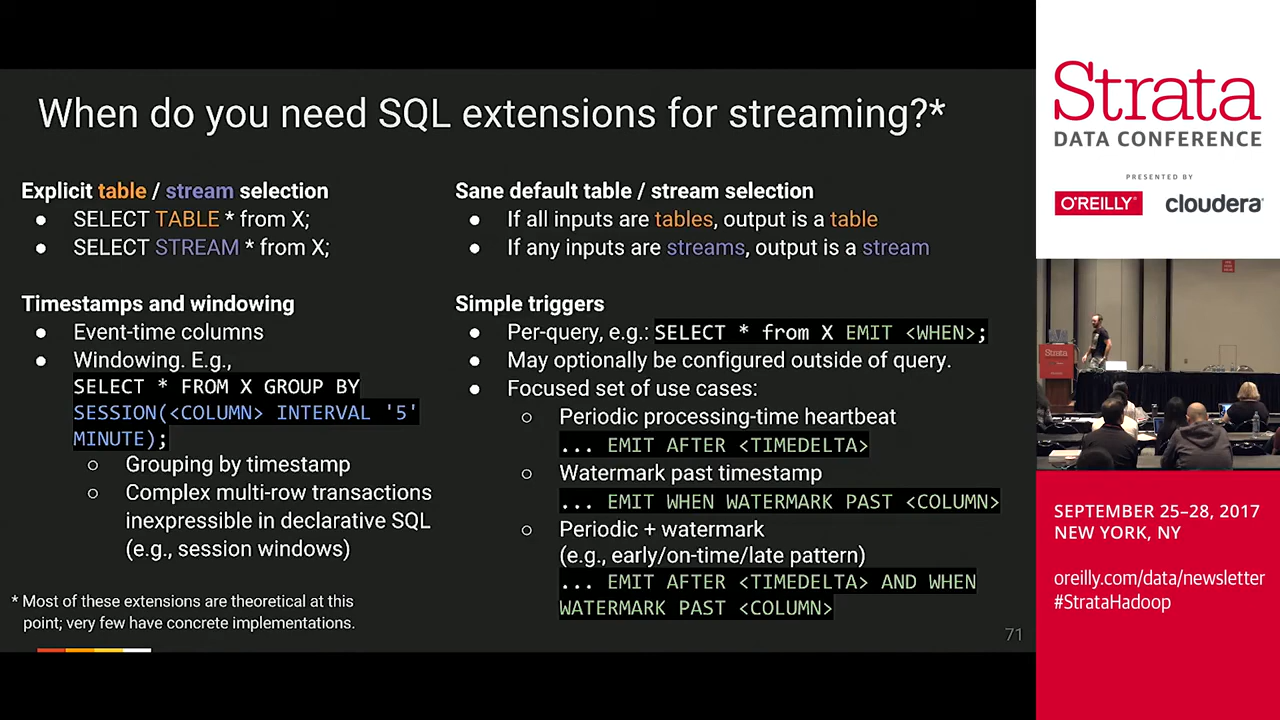 When do you need SQL extensions for streaming?*
Explicit table / stream selection
● SELECT TABLE * from X;
● SELECT STREAM * from X;
Timestamps and windowing
● Event-time columns
● Windowing. E.g.,
SELECT * FROM X GROUP BY
SESSION(<COLUMN> INTERVAL '5'
MINUTE);
○ Grouping by timestamp
○ Complex multi-row transactions
inexpressible in declarative SQL
(e.g., session windows)
* Most of these extensions are theoretical at this
point; very few have concrete implementations.
Sane default table / stream selection
● If all inputs are tables, output is a table
● If any inputs are streams, output is a stream
Simple triggers
● Per-query, e.g.: SELECT * from X EMIT <WHEN>;
● May optionally be configured outside of query.
● Focused set of use cases:
○ Periodic processing-time heartbeat
... EMIT AFTER <TIMEDELTA>
○ Watermark past timestamp
... EMIT WHEN WATERMARK PAST <COLUMN>
○ Periodic + watermark
(e.g., early/on-time/late pattern)
... EMIT AFTER <TIMEDELTA> AND WHEN
WATERMARK PAST <COLUMN>
71
Strata
DATA CONFERENCE
PRESENTED BY
O'REILLY® cloudera
Strata
SEPTEMBER 25–28, 2017
NEW YORK, NY
oreilly.com/data/newsletter
#StrataHadoop